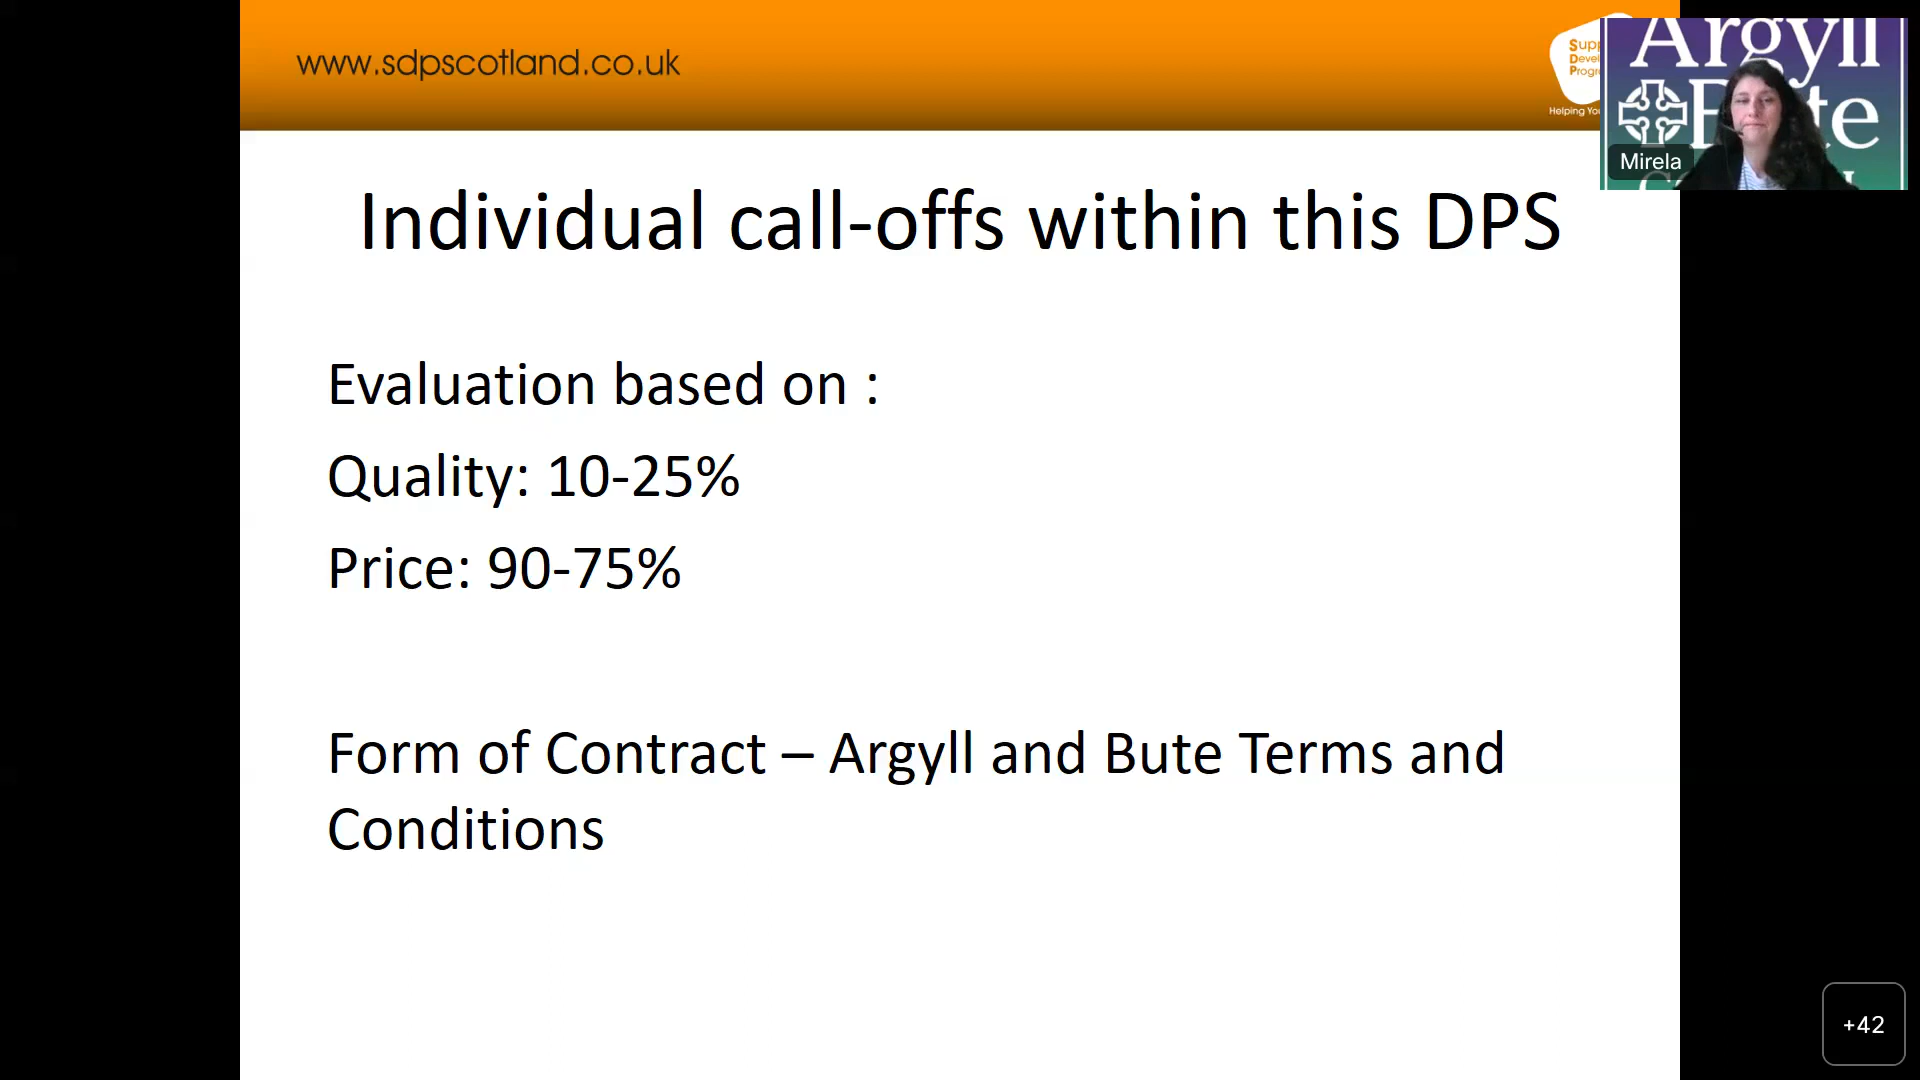 www.sdpscotland.co.uk
Argyll
Mirela
Individual call-offs within this DPS
Evaluation based on :
Quality: 10-25%
Price: 90-75%
Form of Contract – Argyll and Bute Terms and
Conditions
+42